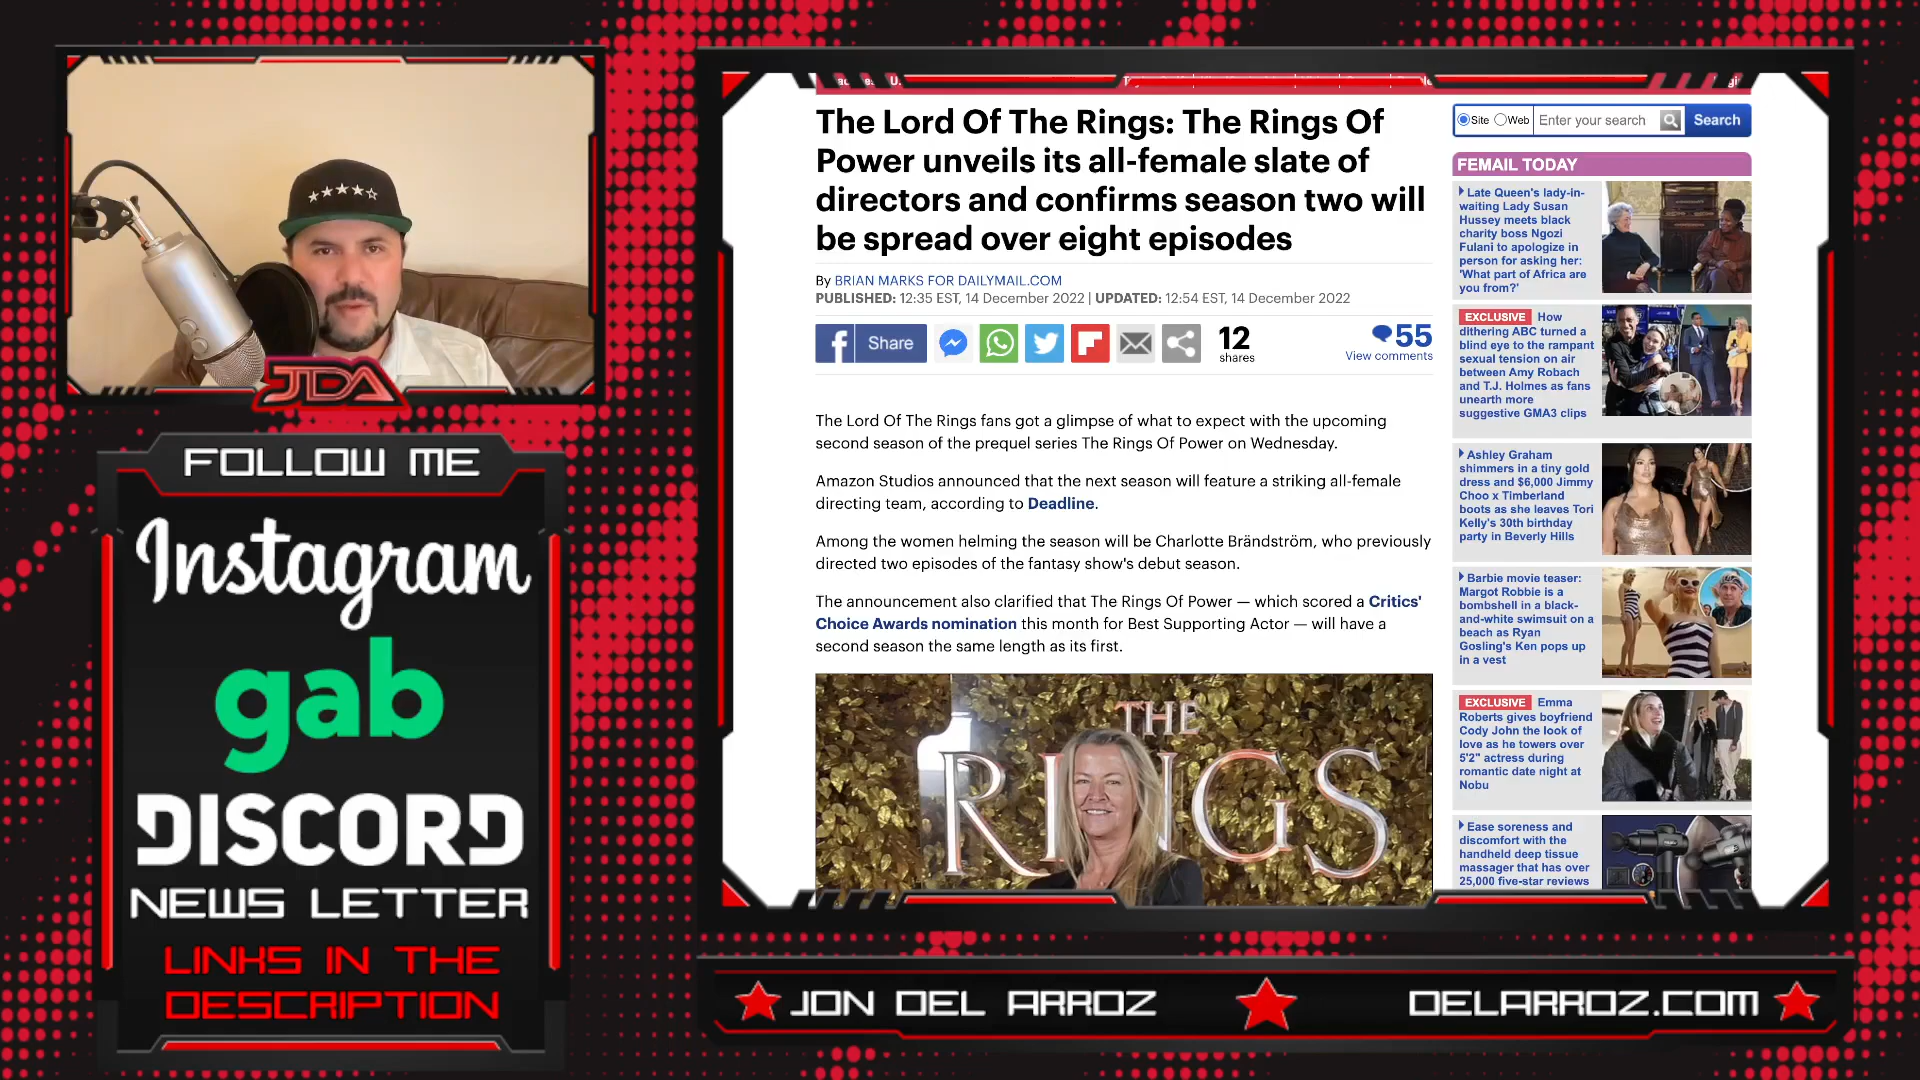 JDA
FOLLOW ME
Instagram
gab
DISCORD
NEWS LETTER
LINKS IN THE
DESCRIPTION
The Lord Of The Rings: The Rings Of
Power unveils its all-female slate of
directors and confirms season two will
be spread over eight episodes
By BRIAN MARKS FOR DAILYMAIL.COM
PUBLISHED: 12:35 EST, 14 December 2022 | UPDATED: 12:54 EST, 14 December 2022
f Share
12
shares
55
View comments
The Lord Of The Rings fans got a glimpse of what to expect with the upcoming
second season of the prequel series The Rings Of Power on Wednesday.
Amazon Studios announced that the next season will feature a striking all-female
directing team, according to Deadline.
Among the women helming the season will be Charlotte Brändström, who previously
directed two episodes of the fantasy show's debut season.
The announcement also clarified that The Rings Of Power — which scored a Critics'
Choice Awards nomination this month for Best Supporting Actor — will have a
second season the same length as its first.
THE
RINGS
Site Web Enter your search Search
FEMAIL TODAY
Late Queen's lady-in-
waiting Lady Susan
Hussey meets black
charity boss Ngozi
Fulani to apologize in
person for asking her:
'What part of Africa are
you from?'
EXCLUSIVE How
dithering ABC turned a
blind eye to the rampant
sexual tension on air
between Amy Robach
and T.J. Holmes as fans
unearth more
suggestive GMA3 clips
Ashley Graham
shimmers in a tiny gold
dress and $6,000 Jimmy
Choo x Timberland
boots as she leaves Tori
Kelly's 30th birthday
party in Beverly Hills
Barbie movie teaser:
Margot Robbie is a
bombshell in a black-
and-white swimsuit on a
beach as Ryan
Gosling's Ken pops up
in a vest
EXCLUSIVE Emma
Roberts gives boyfriend
Cody John the look of
love as he towers over
5'2" actress during
romantic date night at
Nobu
Ease soreness and
discomfort with the
handheld deep tissue
massager that has over
25,000 five-star reviews
JON DEL ARROZ
DELARROZ.COM